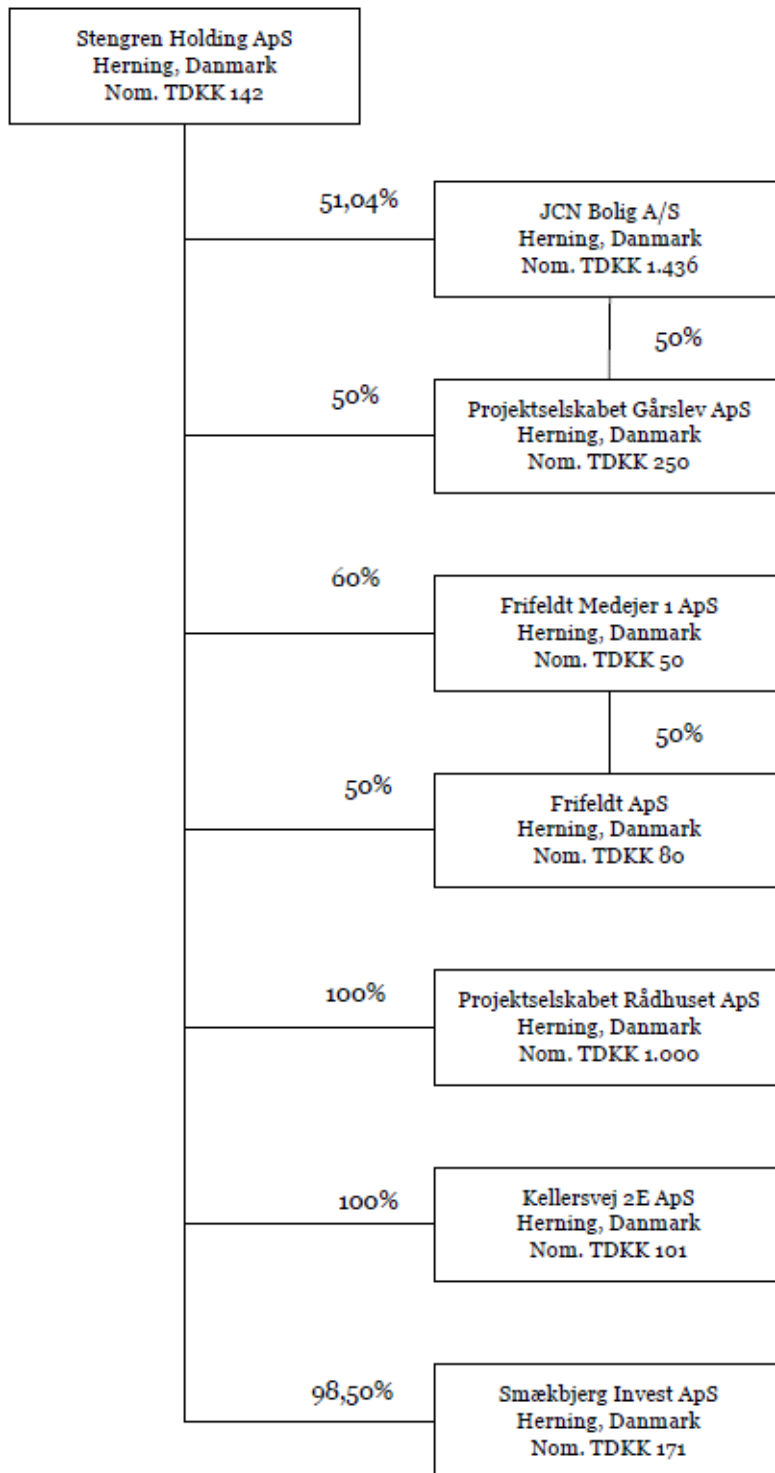 Stengren Holding ApS
Herning, Danmark
Nom. TDKK 142
51,04%
JCN Bolig A/S
Herning, Danmark
Nom. TDKK 1.436
50%
50%
Projektselskabet Gårslev ApS
Herning, Danmark
Nom. TDKK 250
60%
Frifeldt Medejer 1 ApS
Herning, Danmark
Nom. TDKK 50
50%
50%
Frifeldt ApS
Herning, Danmark
Nom. TDKK 80
100%
Projektselskabet Rådhuset ApS
Herning, Danmark
Nom. TDKK 1.000
100%
Kellersvej 2E ApS
Herning, Danmark
Nom. TDKK 101
98,50%
Smækbjerg Invest ApS
Herning, Danmark
Nom. TDKK 171